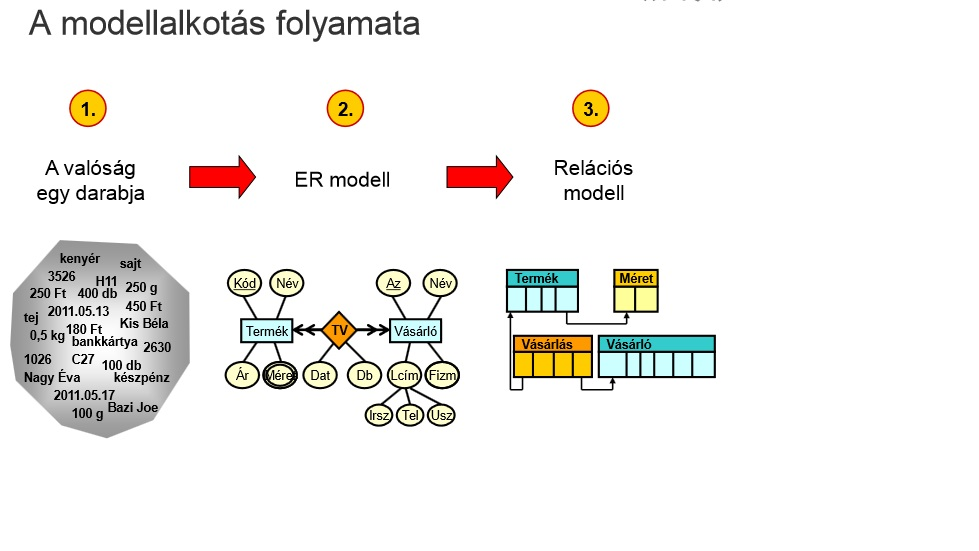 A modellalkotás folyamata
1.
2.
3.
A valóság
egy darabja
ER modell
Relációs
modell
kenyér
sajt
3526
H11
250 g
250 Ft
400 db
450 Ft
2011.05.13
tej
Kis Béla
180 Ft
0,5 kg
bankkártya
2630
1026
C27
100 db
Nagy Éva
készpénz
2011.05.17
Bazi Joe
100 g
Kód
Név
Az
Név
Termék
TV
Vásárló
Ár
Méret
Dat
Db
Lcím
Fizm
Irsz
Tel
Usz
Termék
Méret
Vásárlás
Vásárló